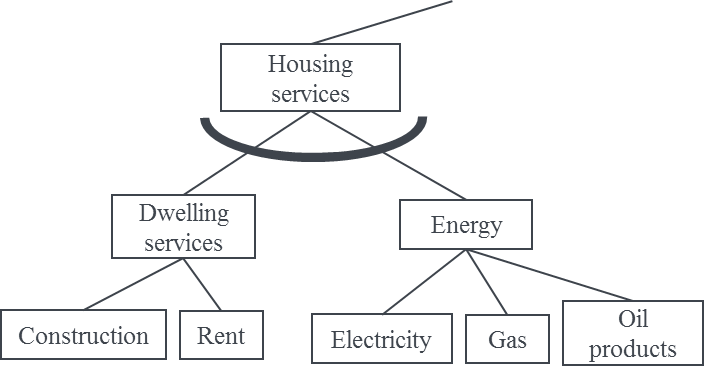 Housing
services
Dwelling
services
Energy
Construction
Rent
Electricity
Gas
Oil
products